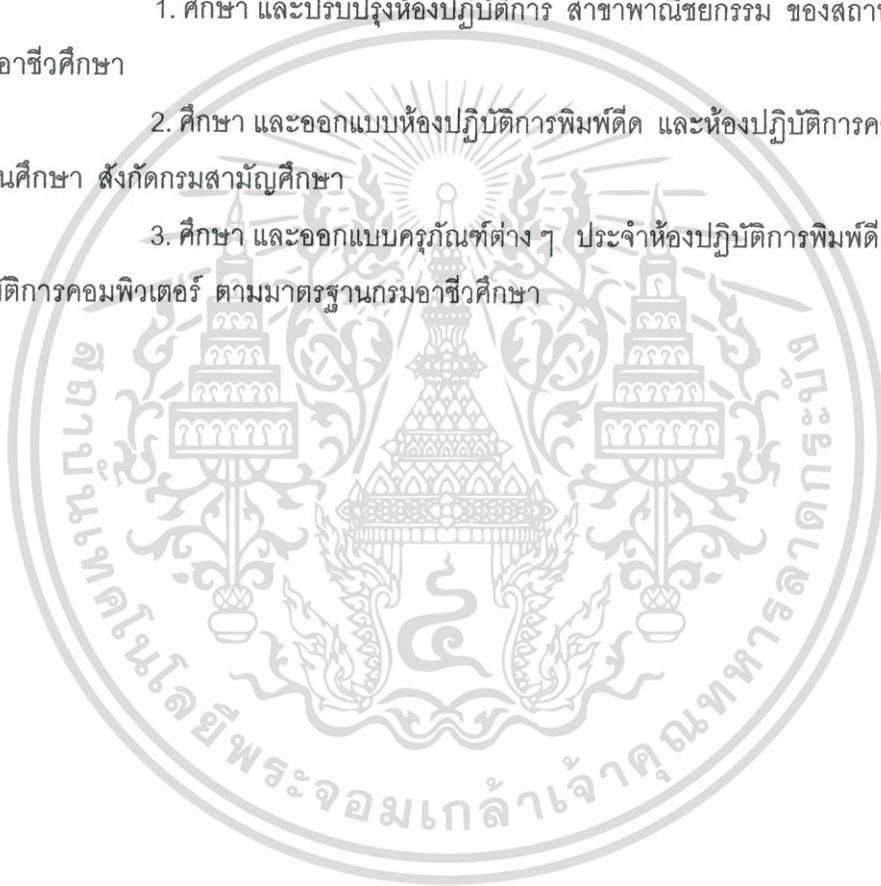 1. ศึกษา และปรับปรุงห้องปฏิบัติการ สาขาพาณิชยกรรม ของสถา
อาชีวศึกษา
2. ศึกษา และออกแบบห้องปฏิบัติการพิมพ์ดีด และห้องปฏิบัติการค
นศึกษา สังกัดกรมสามัญศึกษา
3. ศึกษา และออกแบบครุภัณฑ์ต่าง ๆ ประจำห้องปฏิบัติการพิมพ์ดี
บัติการคอมพิวเตอร์ ตามมาตรฐานกรมอาชีวศึกษา
สถาบันเทคโนโลยีพระจอมเกล้าเจ้าคุณทหารลาดกระบัง